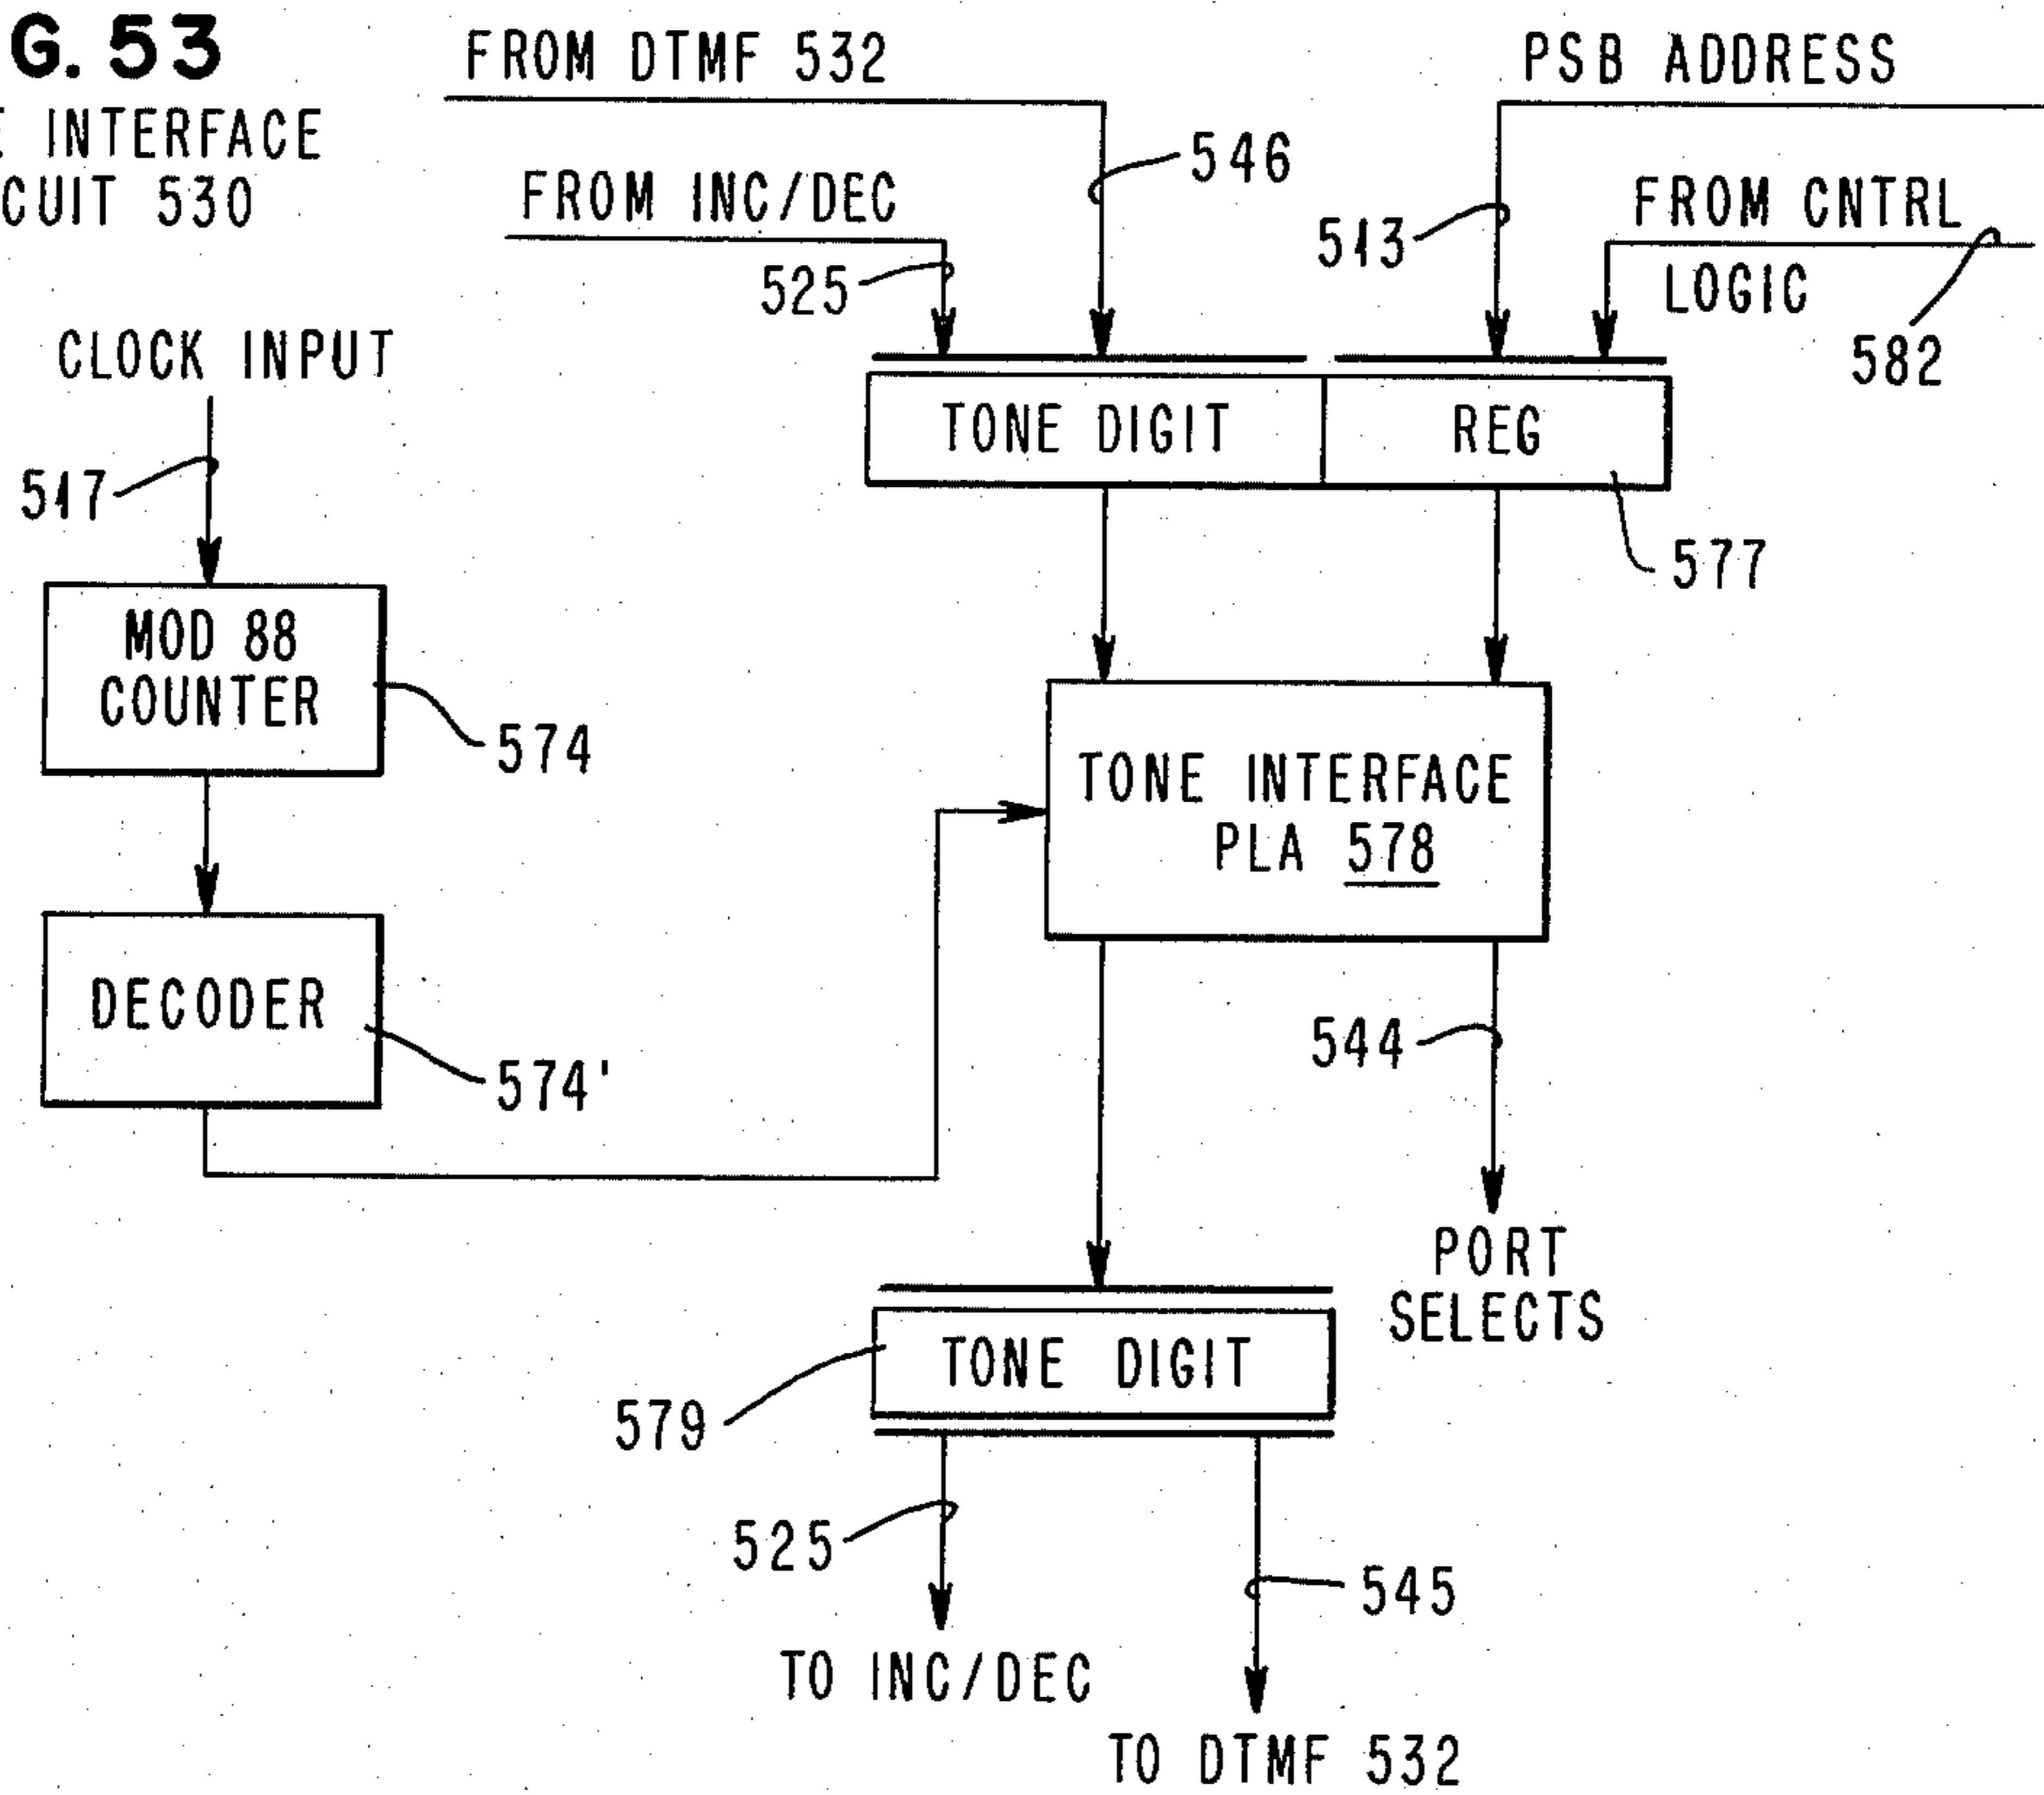 G. 53
E INTERFACE
CUIT 530
FROM DTMF 532
PSB ADDRESS
546
FROM INC/DEC
513
FROM CNTRL
LOGIC
525
582
CLOCK INPUT
TONE DIGIT
REG
517
577
MOD 88
COUNTER
574
TONE INTERFACE
PLA 578
DECODER
574'
544
PORT
SELECTS
TONE DIGIT
579
525
545
TO INC/DEC
TO DTMF 532